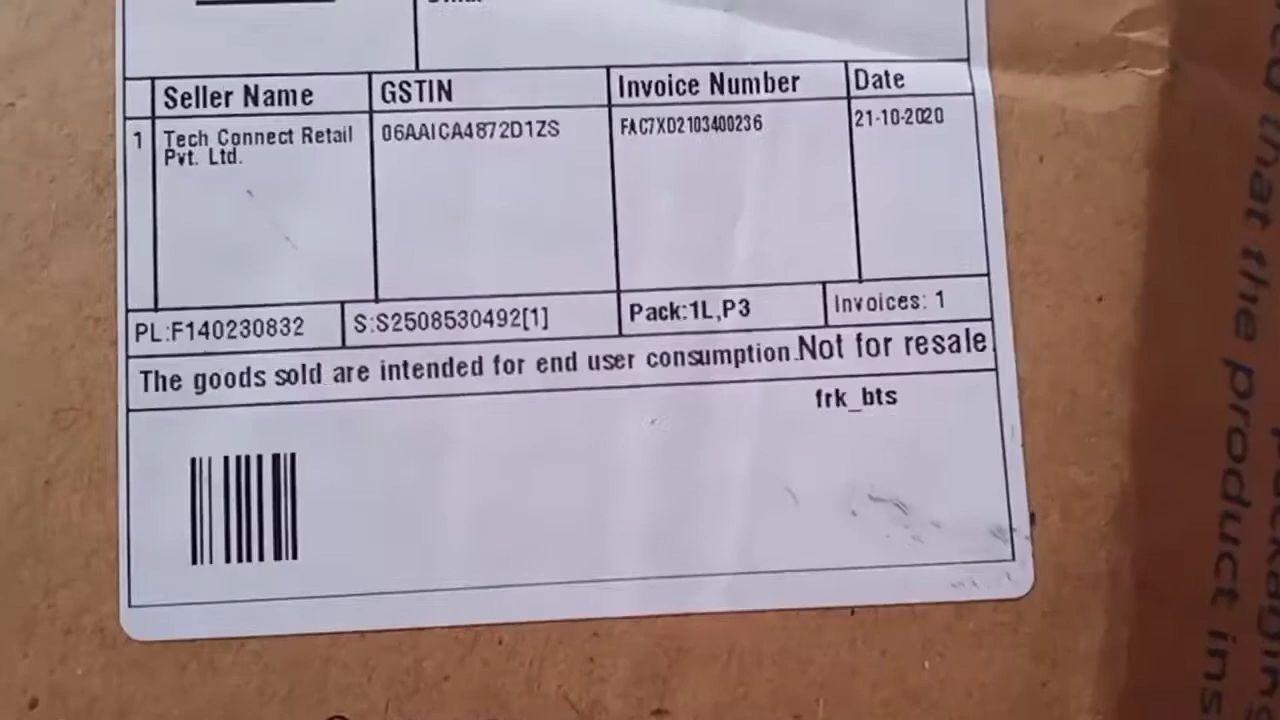 Seller Name GSTIN Invoice Number Date
1 Tech Connect Retail 06AAICA4872D1ZS FAC7XD2103400236 21-10-2020
Pvt. Ltd.
PL:F140230832 S:S2508530492[1] Pack:1L,P3 Invoices: 1
The goods sold are intended for end user consumption.Not for resale
frk_bts
that the product ins